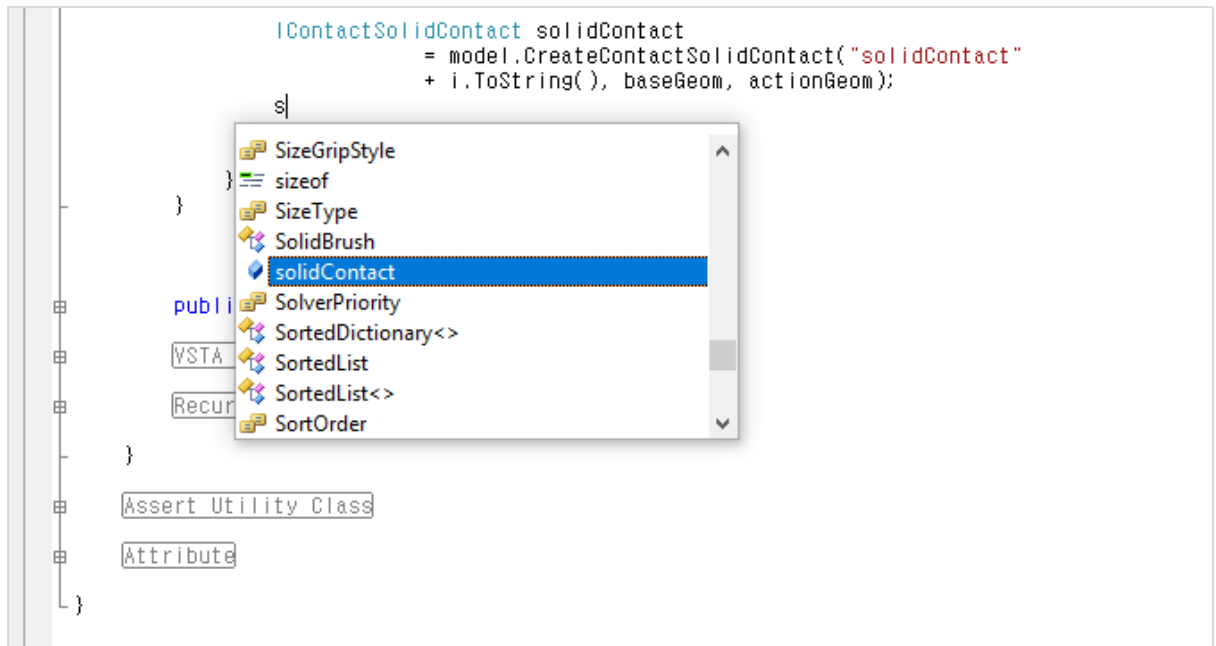 IContactSolidContact solidContact
= model.CreateContactSolidContact("solidContact"
+ i.ToString(), baseGeom, actionGeom);
s
SizeGripStyle
} sizeof
} SizeType
SolidBrush
solidContact
publi SolverPriority
SortedDictionary<>
VSTA SortedList
Recur SortedList<>
SortOrder
}
Assert Utility Class
Attribute
}